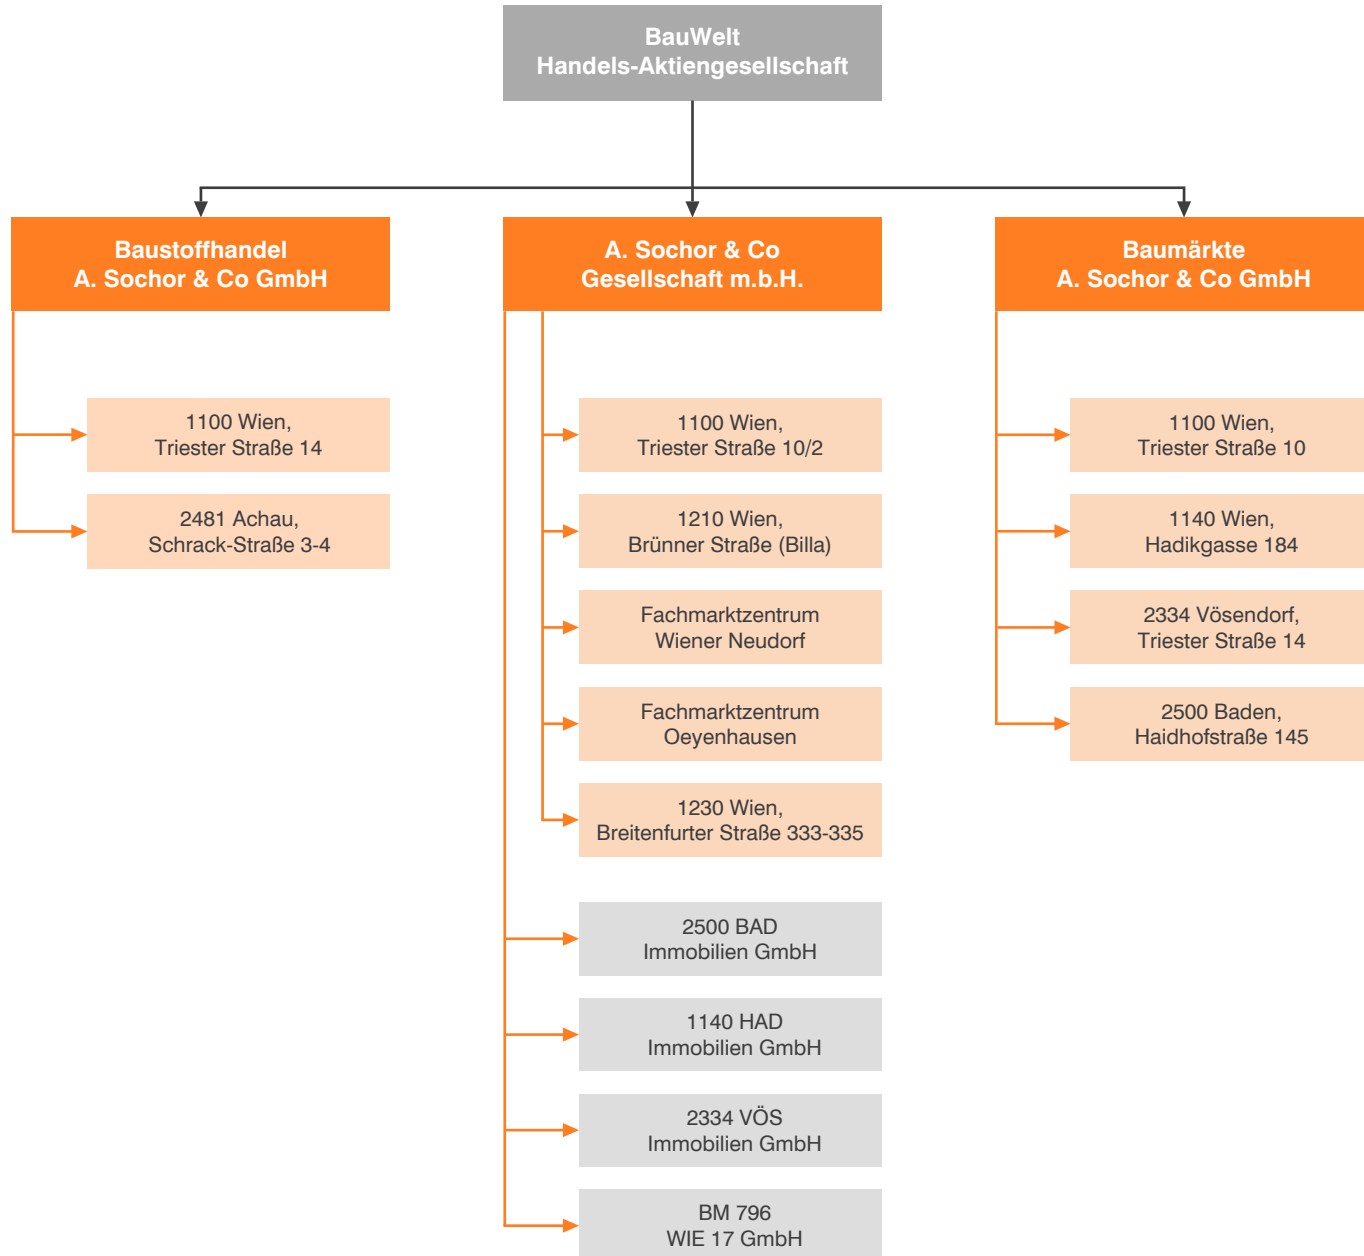 BauWelt
Handels-Aktiengesellschaft
Baustoffhandel
A. Sochor & Co GmbH
1100 Wien,
Triester Straße 14
2481 Achau,
Schrack-Straße 3-4
A. Sochor & Co
Gesellschaft m.b.H.
1100 Wien,
Triester Straße 10/2
1210 Wien,
Brünner Straße (Billa)
Fachmarktzentrum
Wiener Neudorf
Fachmarktzentrum
Oeyenhausen
1230 Wien,
Breitenfurter Straße 333-335
2500 BAD
Immobilien GmbH
1140 HAD
Immobilien GmbH
2334 VÖS
Immobilien GmbH
BM 796
WIE 17 GmbH
Baumärkte
A. Sochor & Co GmbH
1100 Wien,
Triester Straße 10
1140 Wien,
Hadikgasse 184
2334 Vösendorf,
Triester Straße 14
2500 Baden,
Haidhofstraße 145